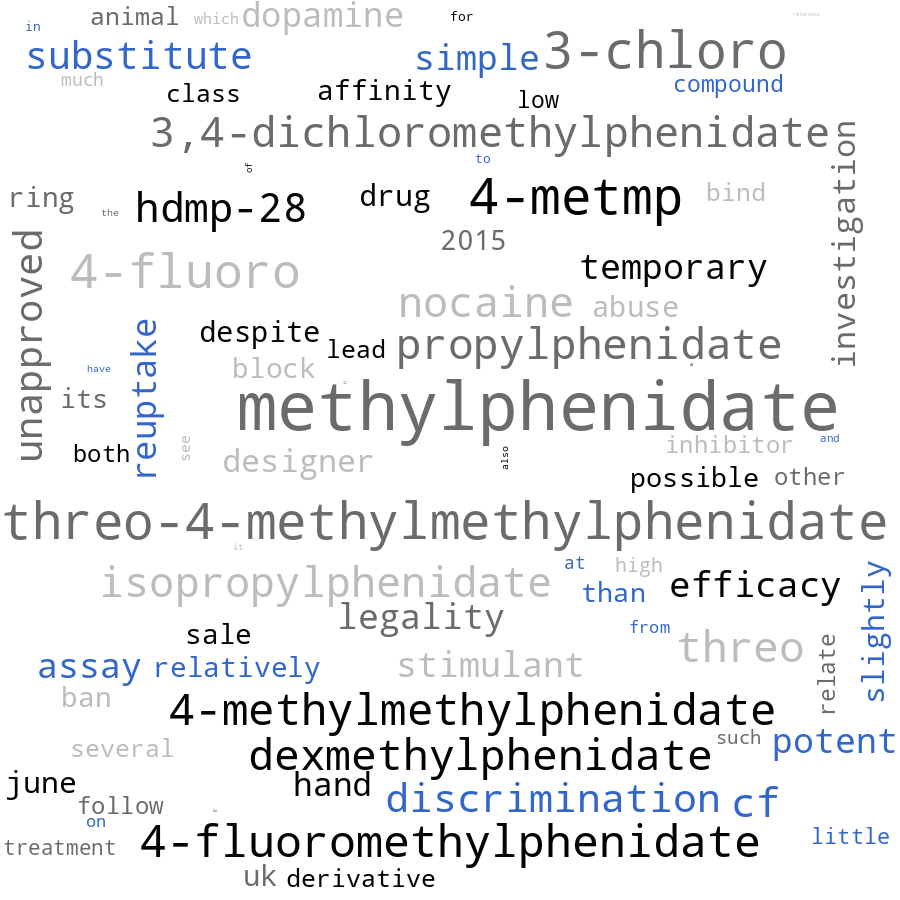 animal which dopamine for reference
in substitute simple 3-chloro
much compound
class affinity low
3,4-dichloromethylphenidate
of to investigation
ring the hdmp-28 drug 4-metmp bind
2015
unapproved 4-fluoro temporary
nocaine abuse
despite lead propylphenidate
have reuptake block
its methylphenidate
both see designer also inhibitor and
possible other
threo-4-methylmethylphenidate
it
isopropylphenidate at high efficacy
than slightly
legality from
sale threo relate
assay relatively stimulant
ban 4-methylmethylphenidate
several dexmethylphenidate such potent
june hand discrimination cf
follow
on 4-fluoromethylphenidate little
treatment
uk derivative